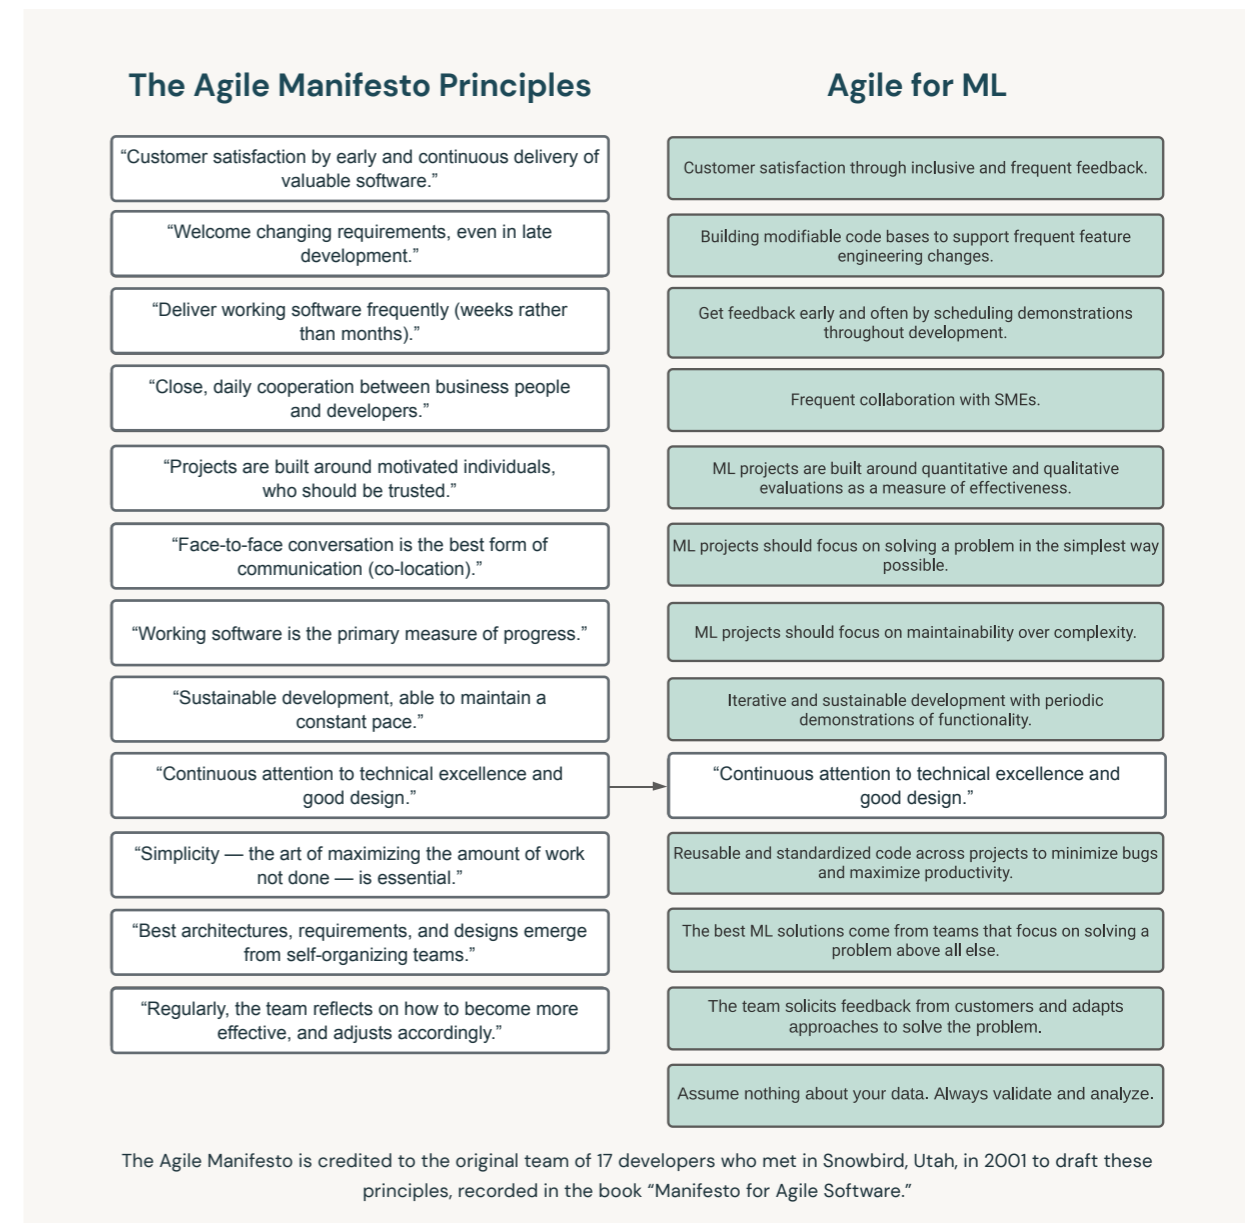 The Agile Manifesto Principles
“Customer satisfaction by early and continuous delivery of
valuable software.”
“Welcome changing requirements, even in late
development.”
“Deliver working software frequently (weeks rather
than months).”
“Close, daily cooperation between business people
and developers.”
“Projects are built around motivated individuals,
who should be trusted.”
“Face-to-face conversation is the best form of
communication (co-location).”
“Working software is the primary measure of progress.”
“Sustainable development, able to maintain a
constant pace.”
“Continuous attention to technical excellence and
good design.”
“Simplicity — the art of maximizing the amount of work
not done — is essential.”
“Best architectures, requirements, and designs emerge
from self-organizing teams.”
“Regularly, the team reflects on how to become more
effective, and adjusts accordingly.”
Agile for ML
Customer satisfaction through inclusive and frequent feedback.
Building modifiable code bases to support frequent feature
engineering changes.
Get feedback early and often by scheduling demonstrations
throughout development.
Frequent collaboration with SMEs.
ML projects are built around quantitative and qualitative
evaluations as a measure of effectiveness.
ML projects should focus on solving a problem in the simplest way
possible.
ML projects should focus on maintainability over complexity.
Iterative and sustainable development with periodic
demonstrations of functionality.
“Continuous attention to technical excellence and
good design.”
Reusable and standardized code across projects to minimize bugs
and maximize productivity.
The best ML solutions come from teams that focus on solving a
problem above all else.
The team solicits feedback from customers and adapts
approaches to solve the problem.
Assume nothing about your data. Always validate and analyze.
The Agile Manifesto is credited to the original team of 17 developers who met in Snowbird, Utah, in 2001 to draft these
principles, recorded in the book “Manifesto for Agile Software.”